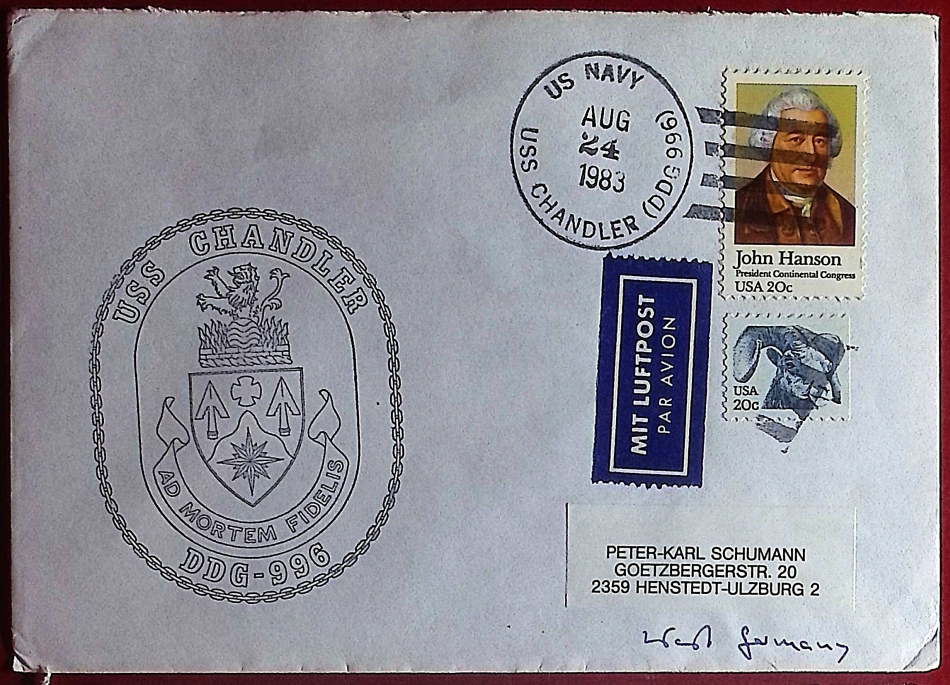 US NAVY
AUG
24
1983
USS CHANDLER (DDG 996)
John Hanson
President Continental Congress
USA 20c
USA
20c
MIT LUFTPOST
PAR AVION
USS CHANDLER
AD MORTEM FIDELIS
DDG-996
PETER-KARL SCHUMANN
GOETZBERGERSTR. 20
2359 HENSTEDT-ULZBURG 2
West Germany